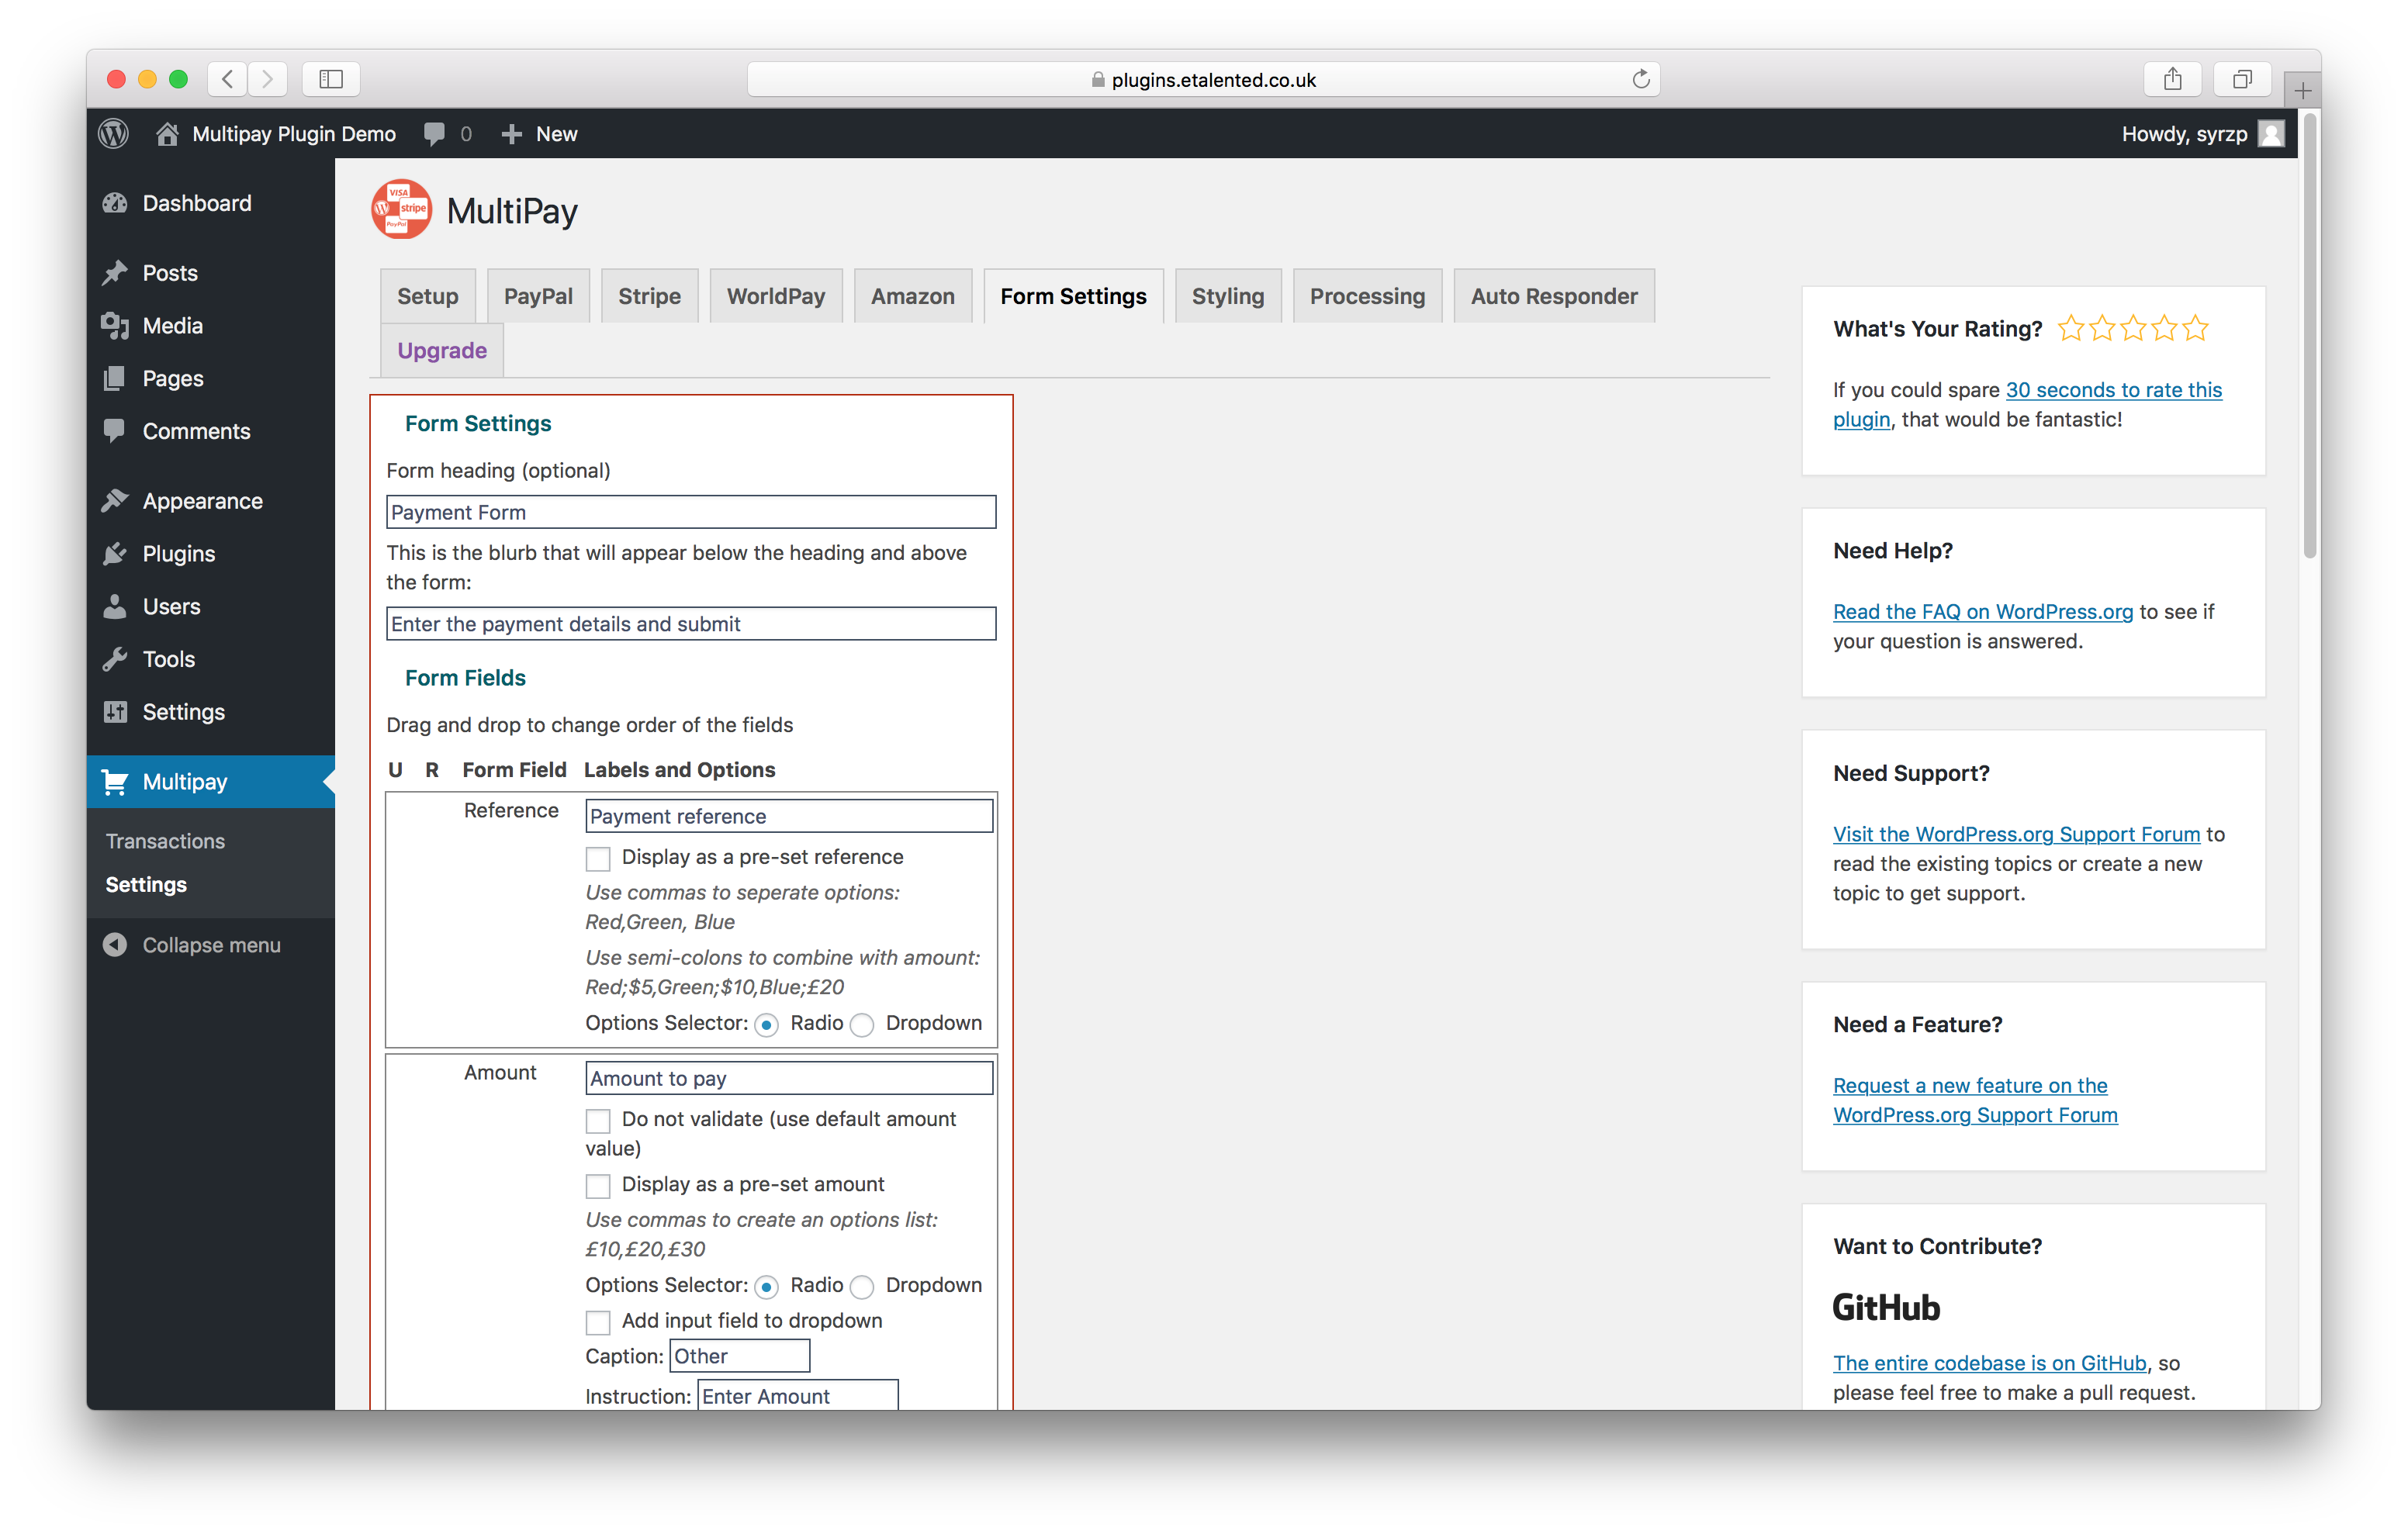 plugins.etalented.co.uk
Multipay Plugin Demo 0 New Howdy, syrzp
Dashboard
Posts
Media
Pages
Comments
Appearance
Plugins
Users
Tools
Settings
Multipay
Transactions
Settings
Collapse menu
VISA
stripe
PayPal
MultiPay
Setup PayPal Stripe WorldPay Amazon Form Settings Styling Processing Auto Responder
Upgrade
Form Settings
Form heading (optional)
Payment Form
This is the blurb that will appear below the heading and above
the form:
Enter the payment details and submit
Form Fields
Drag and drop to change order of the fields
U R Form Field Labels and Options
Reference Payment reference
Display as a pre-set reference
Use commas to seperate options:
Red,Green, Blue
Use semi-colons to combine with amount:
Red;$5,Green;$10,Blue;£20
Options Selector: Radio Dropdown
Amount Amount to pay
Do not validate (use default amount
value)
Display as a pre-set amount
Use commas to create an options list:
£10,£20,£30
Options Selector: Radio Dropdown
Add input field to dropdown
Caption: Other
Instruction: Enter Amount
What's Your Rating?
If you could spare 30 seconds to rate this
plugin, that would be fantastic!
Need Help?
Read the FAQ on WordPress.org to see if
your question is answered.
Need Support?
Visit the WordPress.org Support Forum to
read the existing topics or create a new
topic to get support.
Need a Feature?
Request a new feature on the
WordPress.org Support Forum
Want to Contribute?
GitHub
The entire codebase is on GitHub, so
please feel free to make a pull request.